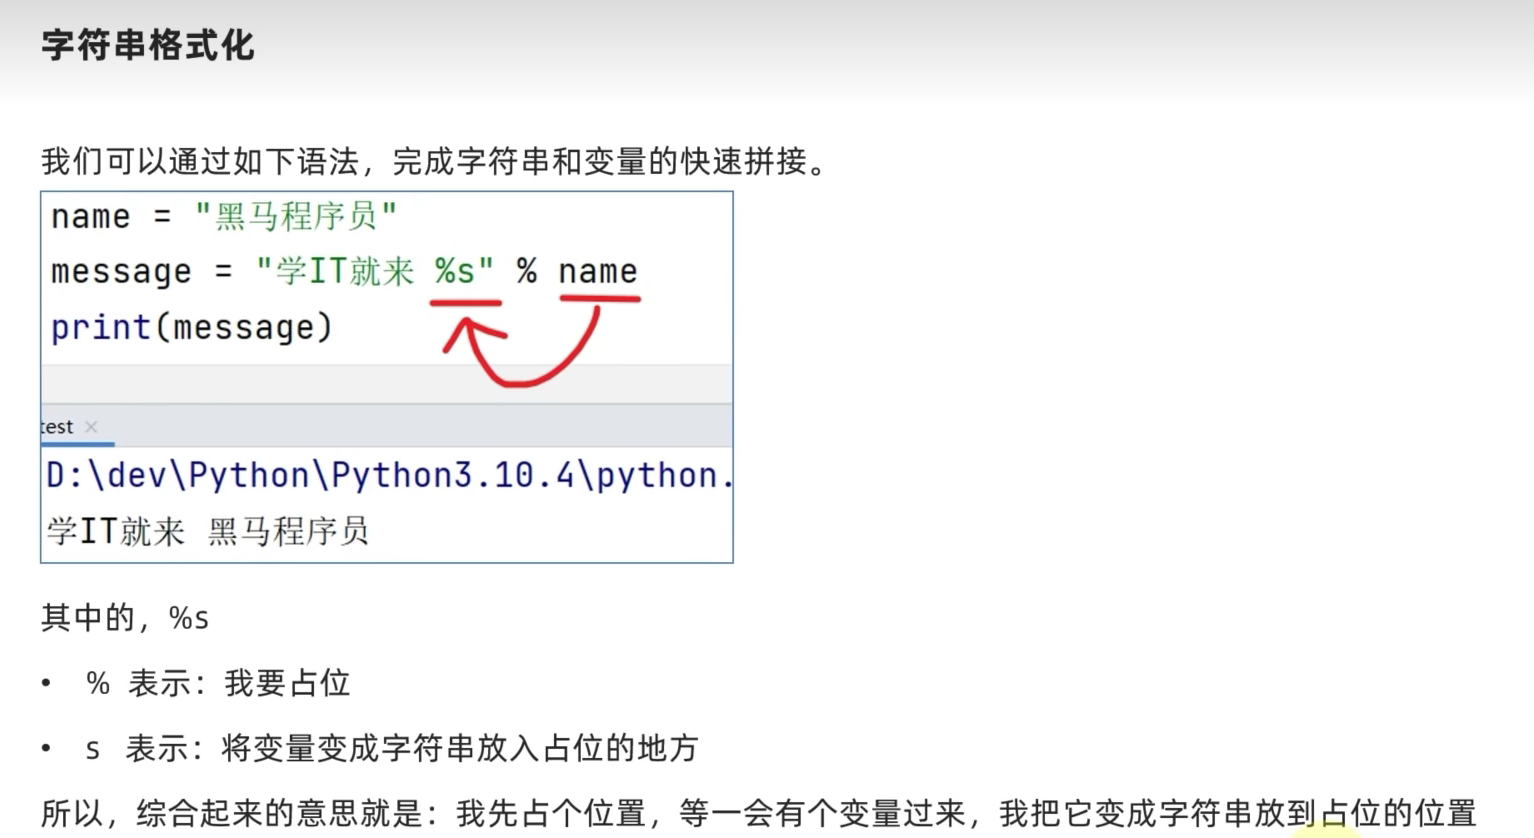 字符串格式化
我们可以通过如下语法，完成字符串和变量的快速拼接。
name = "黑马程序员"
message = "学IT就来 %s" % name
print(message)
test ×
D:\dev\Python\Python3.10.4\python.
学IT就来 黑马程序员
其中的，%s
• % 表示：我要占位
• s 表示：将变量变成字符串放入占位的地方
所以，综合起来的意思就是：我先占个位置，等一会有个变量过来，我把它变成字符串放到占位的位置